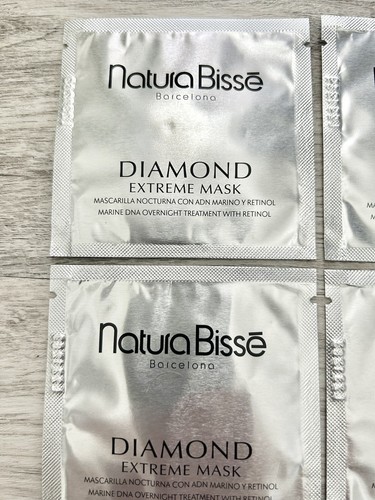 Natura Bissē
Barcelona
DIAMOND
EXTREME MASK
MASCARILLA NOCTURNA CON ADN MARINO Y RETINOL
MARINE DNA OVERNIGHT TREATMENT WITH RETINOL
Natura Bissē
Barcelona
DIAMOND
EXTREME MASK
MASCARILLA NOCTURNA CON ADN MARINO Y RETINOL
MARINE DNA OVERNIGHT TREATMENT WITH RETINOL